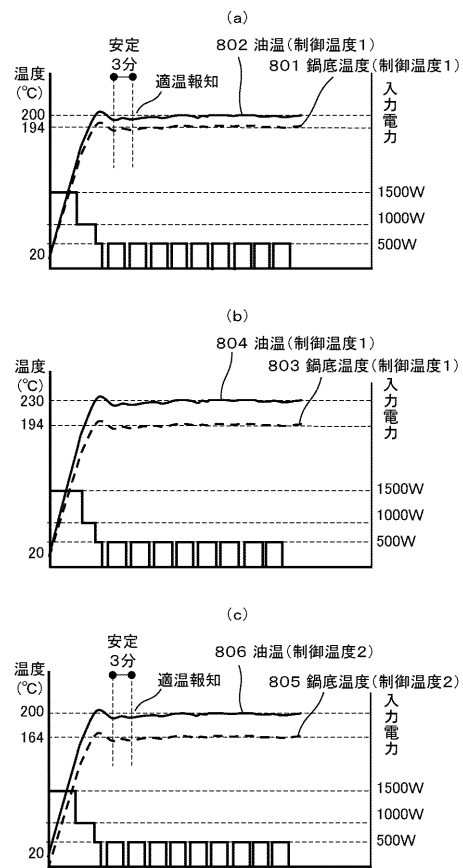 (a)
安定
3分
802 油温(制御温度1)
801 鍋底温度(制御温度1)
適温報知
温度
(℃)
200
194
20
入力電力
1500W
1000W
500W
(b)
804 油温(制御温度1)
803 鍋底温度(制御温度1)
温度
(℃)
230
194
20
入力電力
1500W
1000W
500W
(c)
安定
3分
806 油温(制御温度2)
805 鍋底温度(制御温度2)
適温報知
温度
(℃)
200
164
20
入力電力
1500W
1000W
500W